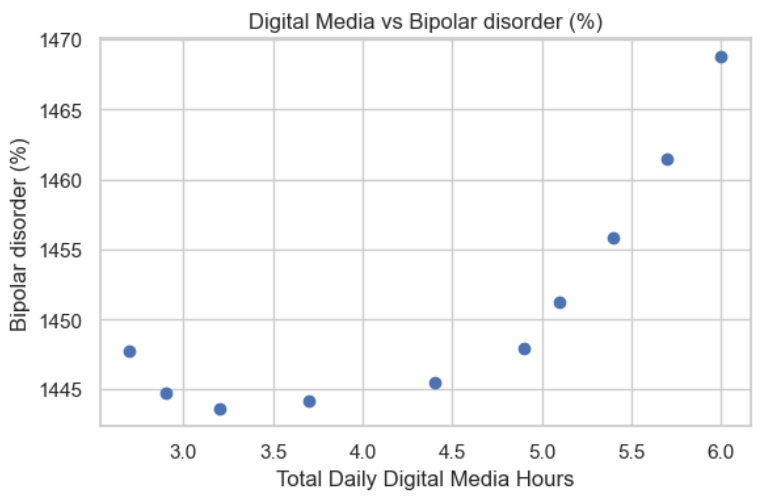 Digital Media vs Bipolar disorder (%)
1470
1465
1460
1455
1450
1445
Bipolar disorder (%)
3.0 3.5 4.0 4.5 5.0 5.5 6.0
Total Daily Digital Media Hours